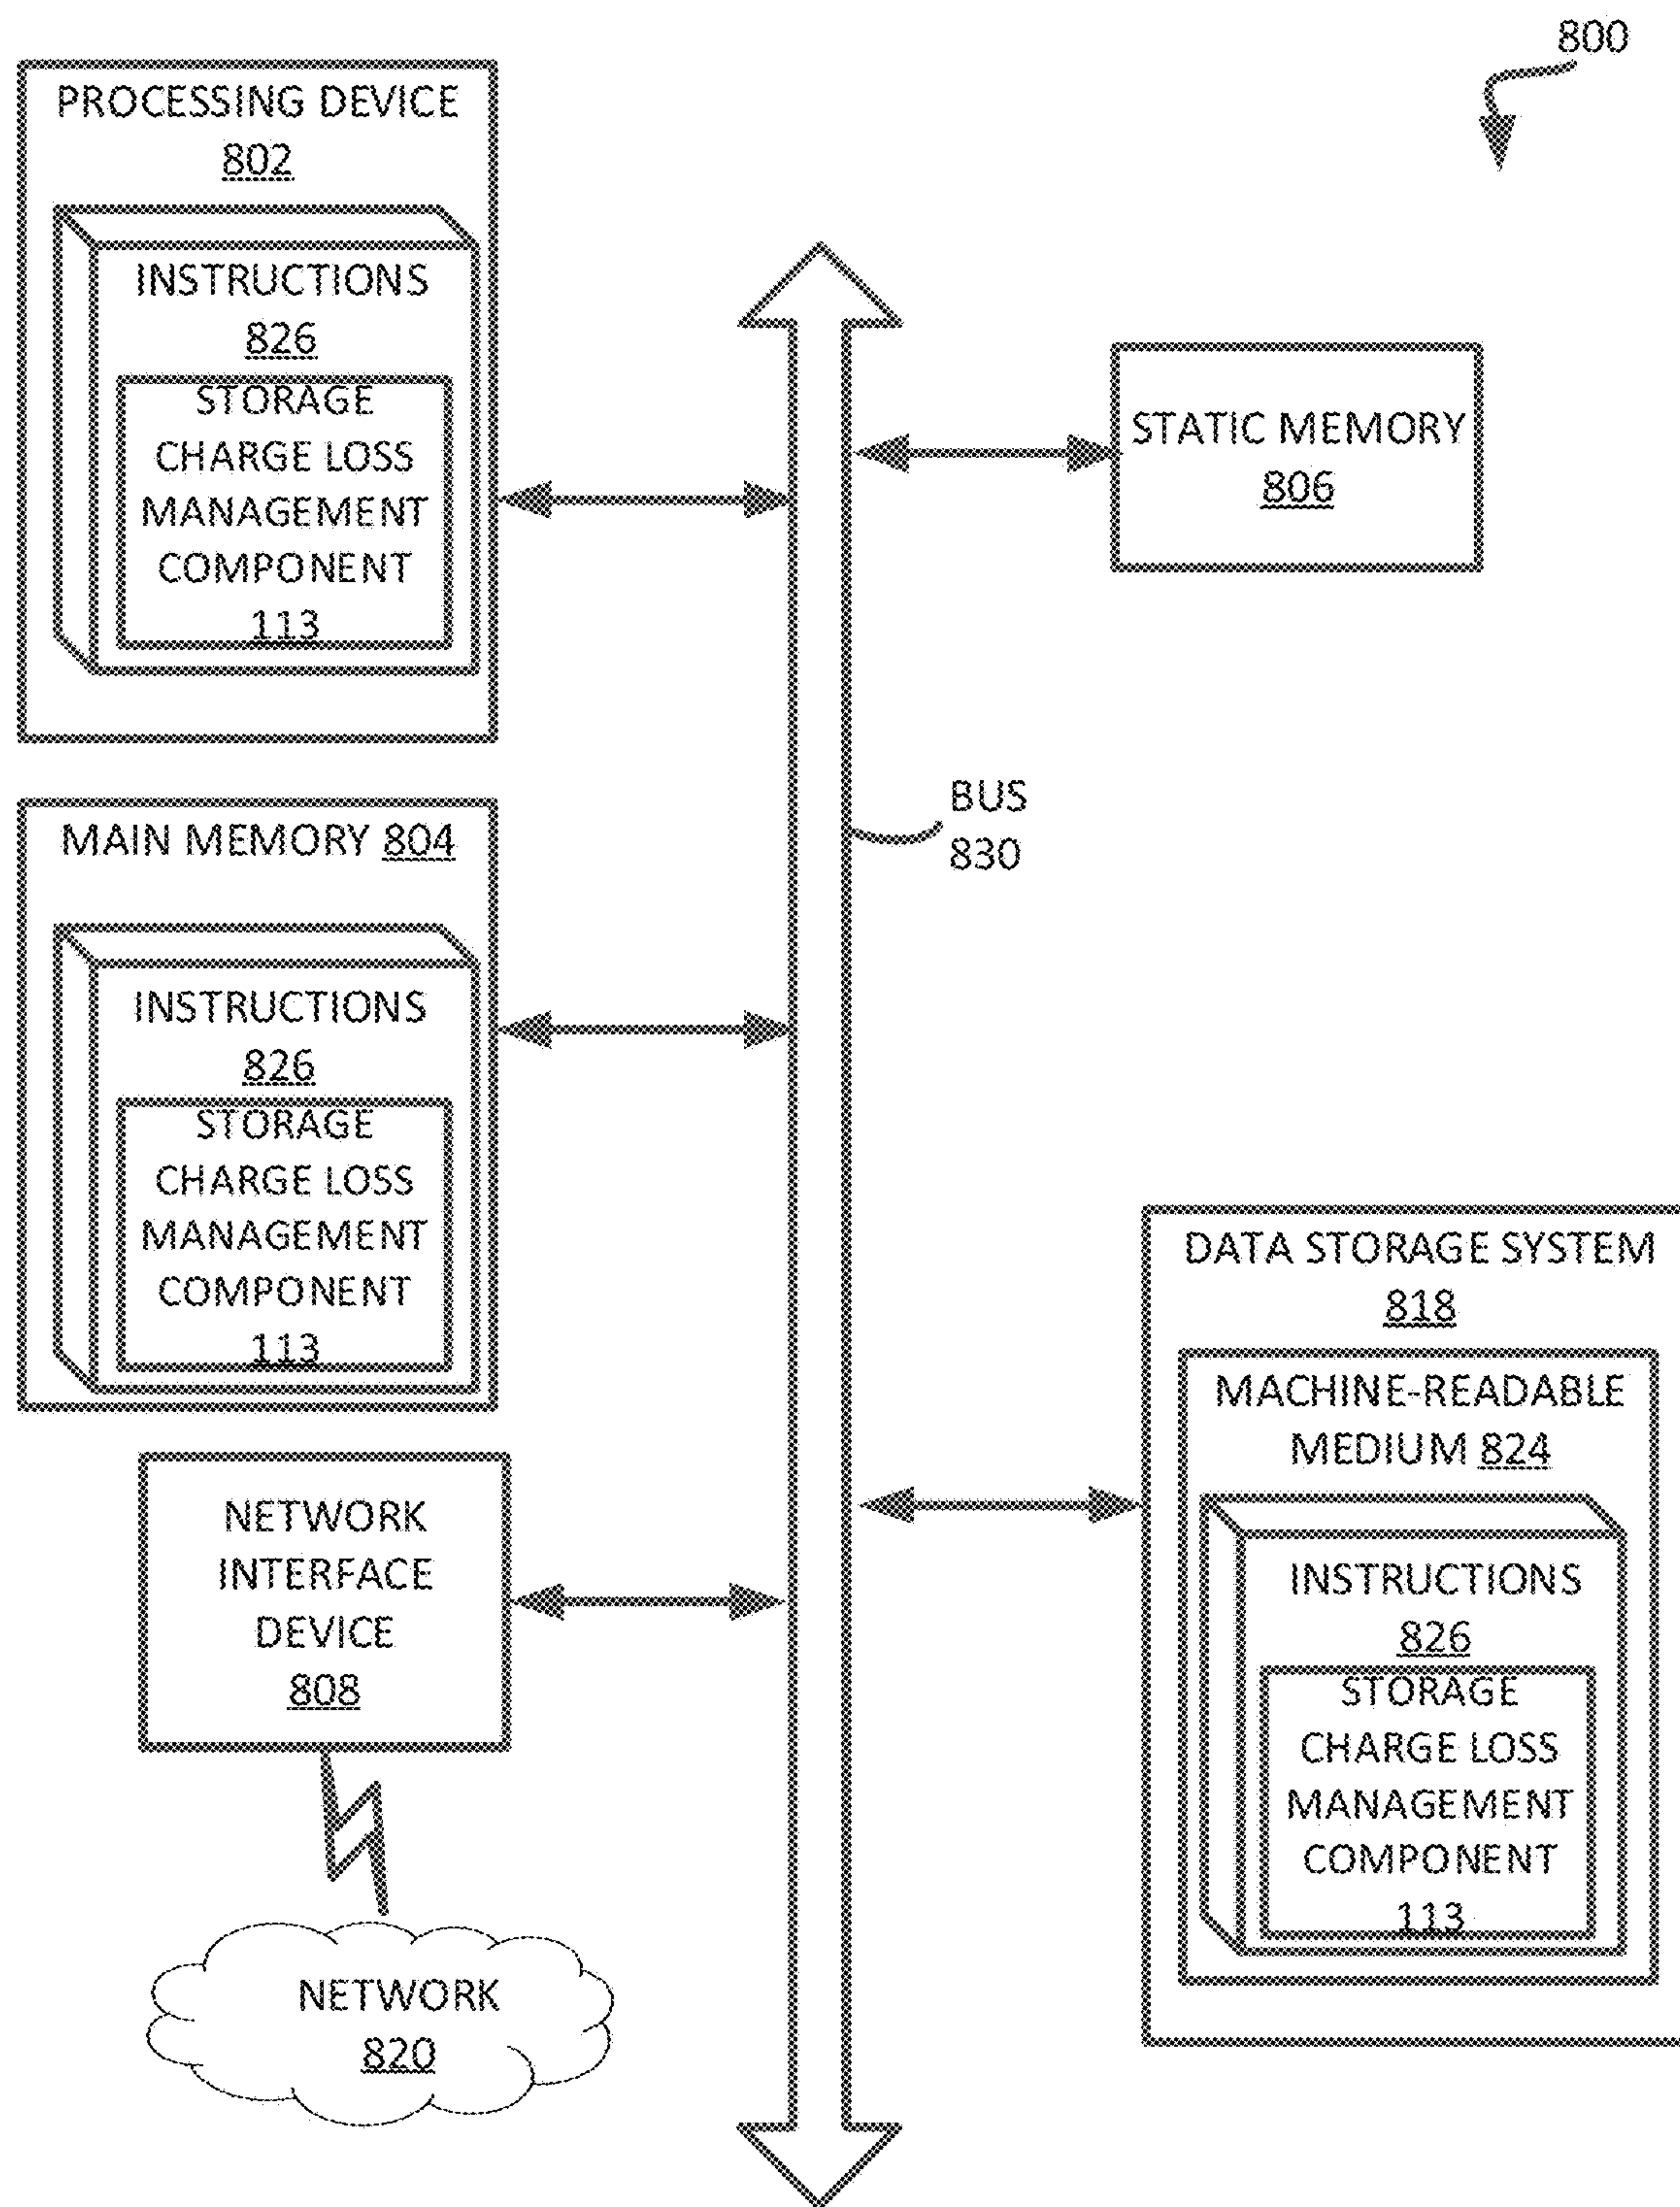 800
PROCESSING DEVICE
802
INSTRUCTIONS
826
STORAGE
CHARGE LOSS
MANAGEMENT
COMPONENT
113
STATIC MEMORY
806
BUS
830
MAIN MEMORY 804
INSTRUCTIONS
826
STORAGE
CHARGE LOSS
MANAGEMENT
COMPONENT
113
DATA STORAGE SYSTEM
818
MACHINE-READABLE
MEDIUM 824
INSTRUCTIONS
826
STORAGE
CHARGE LOSS
MANAGEMENT
COMPONENT
113
NETWORK
INTERFACE
DEVICE
808
NETWORK
820